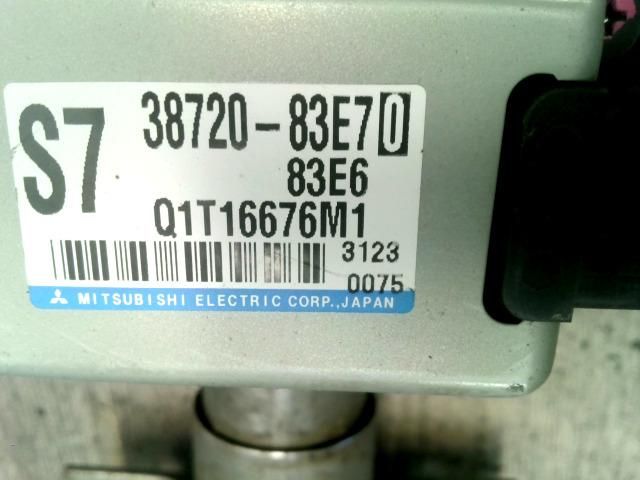 S7
38720-83E70
83E6
Q1T16676M1
3123
0075
MITSUBISHI ELECTRIC CORP.,JAPAN